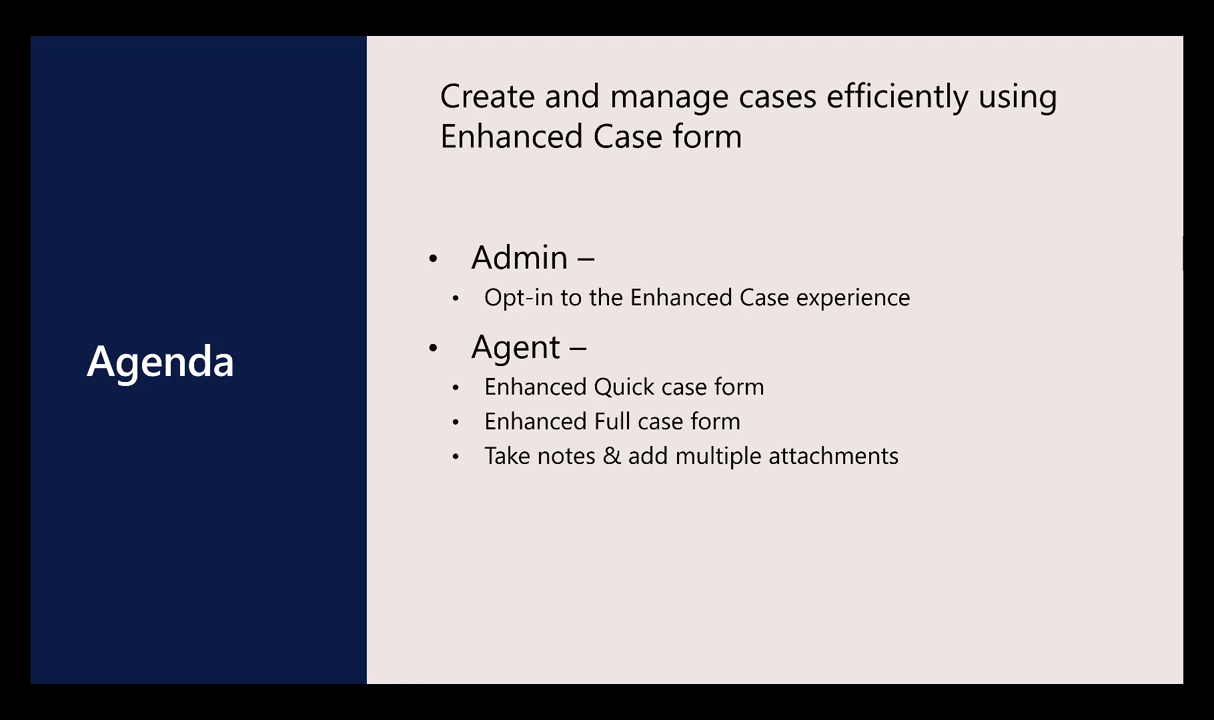 Agenda
Create and manage cases efficiently using
Enhanced Case form
• Admin –
• Opt-in to the Enhanced Case experience
• Agent –
• Enhanced Quick case form
• Enhanced Full case form
• Take notes & add multiple attachments